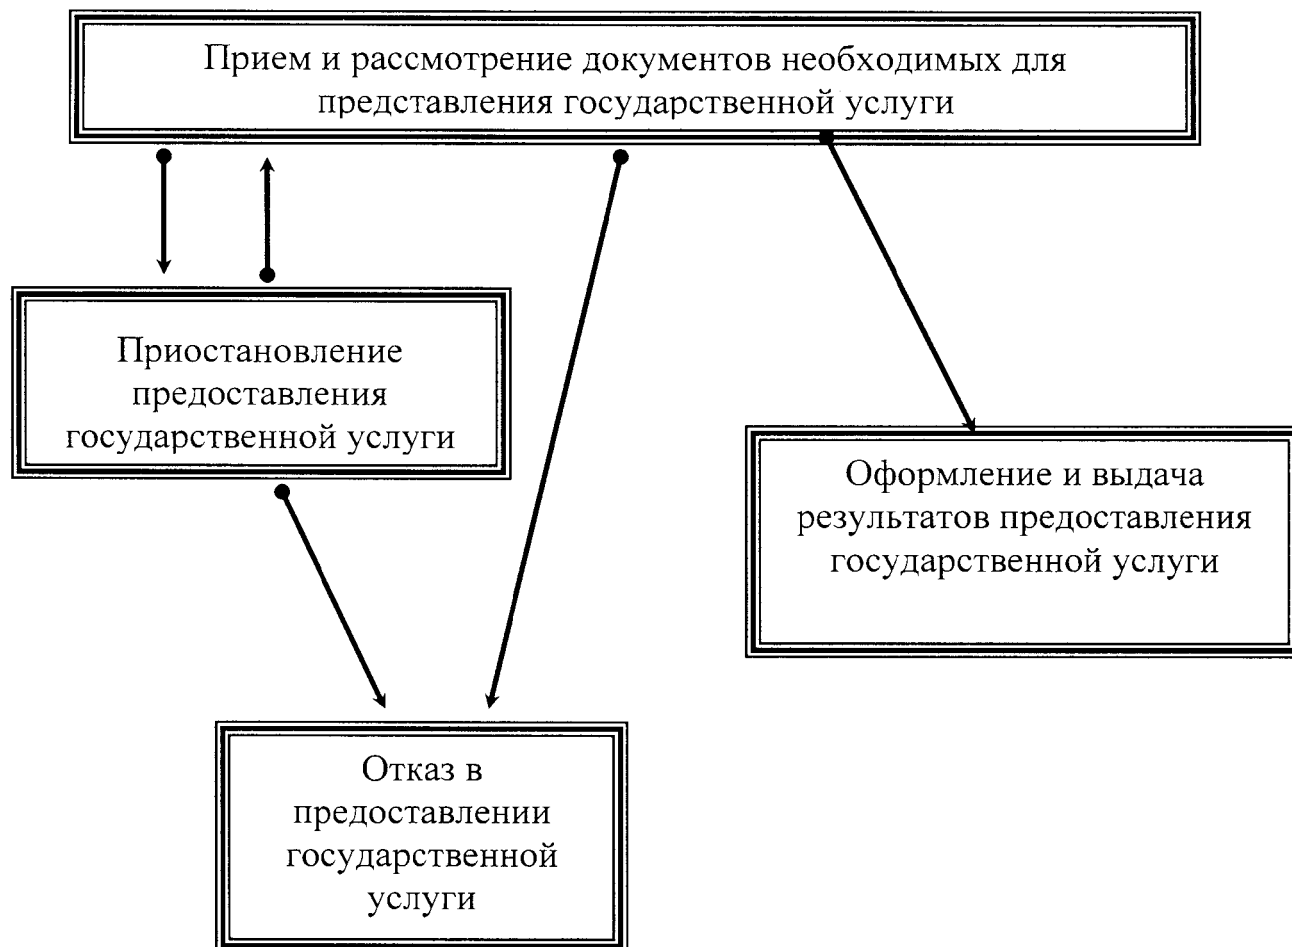 Прием и рассмотрение документов необходимых для
представления государственной услуги
Приостановление
предоставления
государственной услуги
Оформление и выдача
результатов предоставления
государственной услуги
Отказ в
предоставлении
государственной
услуги